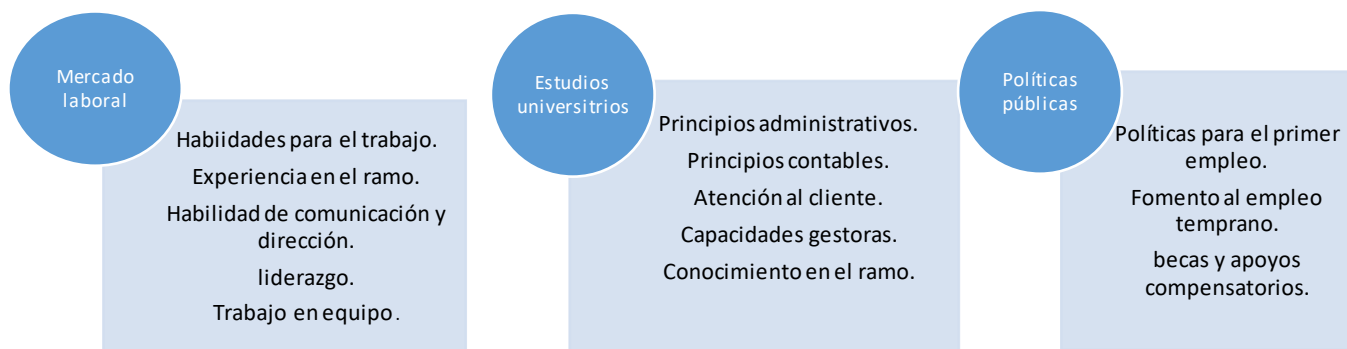 Mercado
laboral
Habiidades para el trabajo.
Experiencia en el ramo.
Habilidad de comunicación y
dirección.
liderazgo.
Trabajo en equipo.
Estudios
universitrios
Principios administrativos.
Principios contables.
Atención al cliente.
Capacidades gestoras.
Conocimiento en el ramo.
Políticas
públicas
Políticas para el primer
empleo.
Fomento al empleo
temprano.
becas y apoyos
compensatorios.